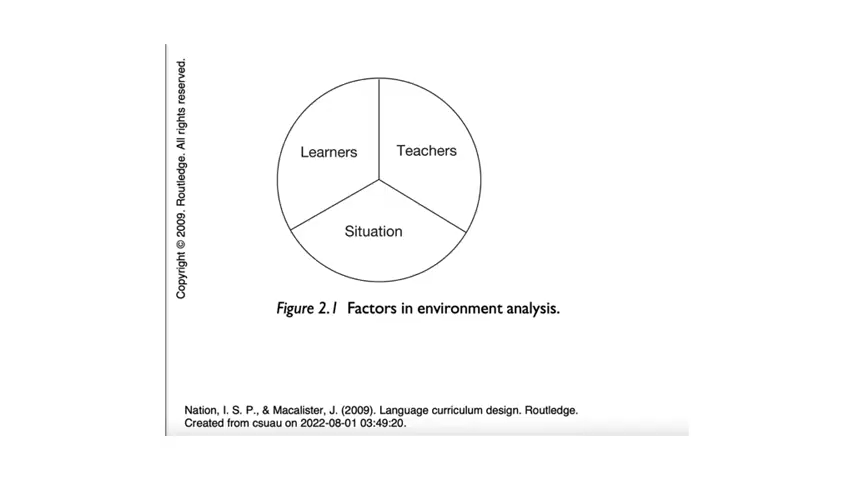 Copyright © 2009. Routledge. All rights reserved.
Learners
Teachers
Situation
Figure 2.1 Factors in environment analysis.
Nation, I. S. P., & Macalister, J. (2009). Language curriculum design. Routledge.
Created from csuau on 2022-08-01 03:49:20.